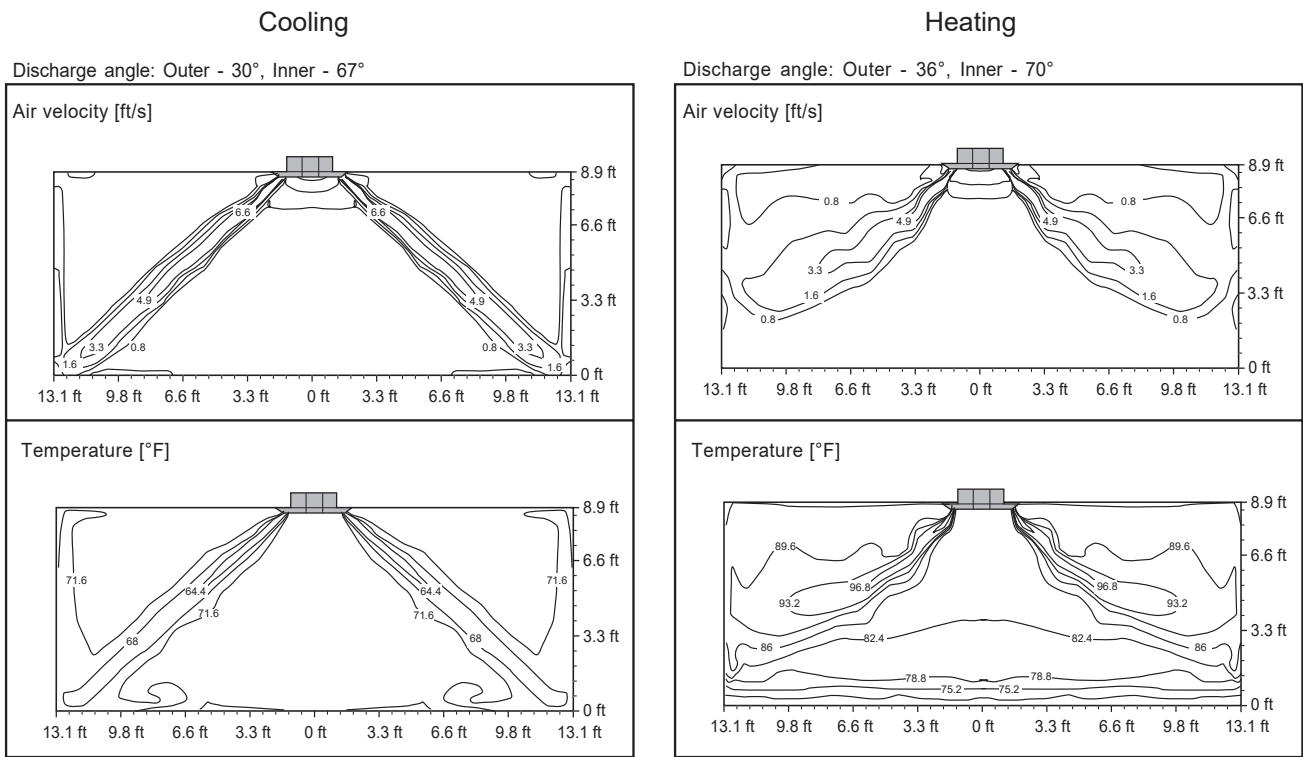 Cooling
Discharge angle: Outer - 30°, Inner - 67°
Air velocity [ft/s]
8.9 ft
6.6 6.6
6.6 ft
4.9 4.9
3.3 ft
3.3 0.8 0.8 3.3
1.6 1.6
0 ft
13.1 ft 9.8 ft 6.6 ft 3.3 ft 0 ft 3.3 ft 6.6 ft 9.8 ft 13.1 ft
Temperature [°F]
8.9 ft
6.6 ft
71.6 64.4 64.4 71.6
71.6 71.6
68 68
3.3 ft
0 ft
13.1 ft 9.8 ft 6.6 ft 3.3 ft 0 ft 3.3 ft 6.6 ft 9.8 ft 13.1 ft
Heating
Discharge angle: Outer - 36°, Inner - 70°
Air velocity [ft/s]
8.9 ft
0.8 0.8
6.6 ft
4.9 4.9
3.3 3.3
1.6 1.6
3.3 ft
0.8 0.8
0 ft
13.1 ft 9.8 ft 6.6 ft 3.3 ft 0 ft 3.3 ft 6.6 ft 9.8 ft 13.1 ft
Temperature [°F]
8.9 ft
89.6 89.6
6.6 ft
96.8 96.8
93.2 93.2
3.3 ft
82.4 82.4
86 86
78.8 78.8
75.2 75.2
0 ft
13.1 ft 9.8 ft 6.6 ft 3.3 ft 0 ft 3.3 ft 6.6 ft 9.8 ft 13.1 ft